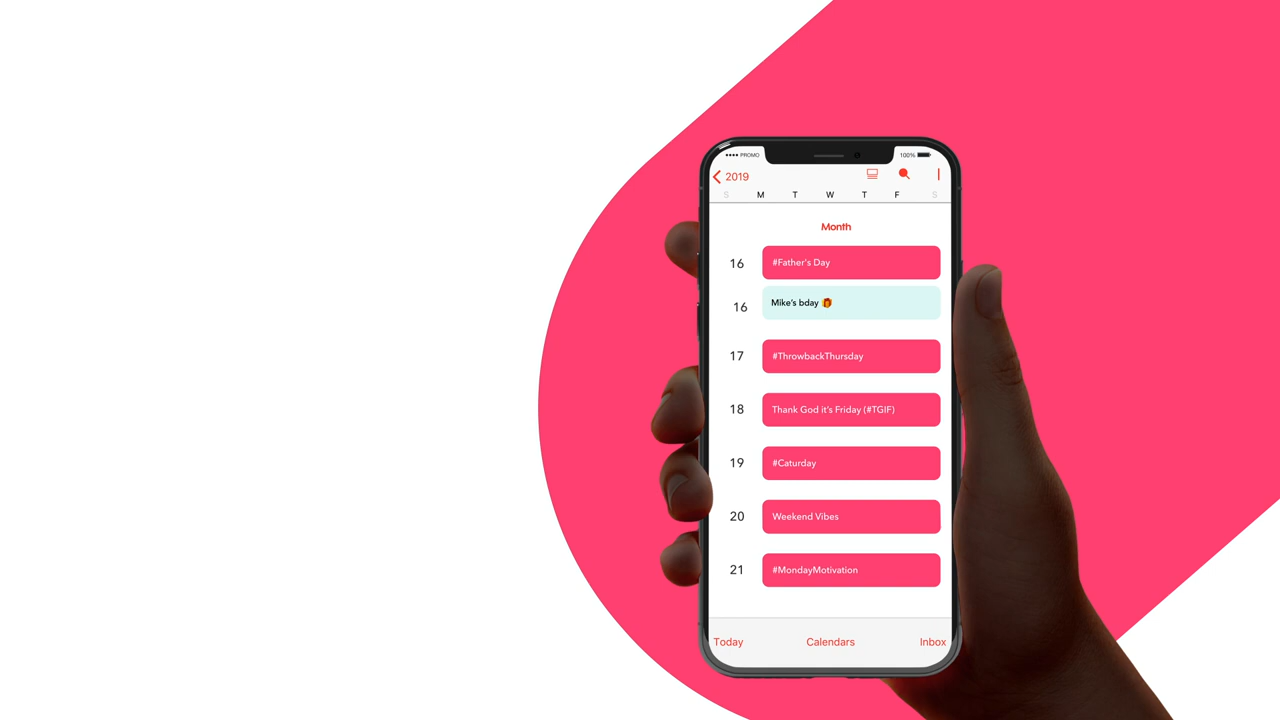 •••• PROMO 100%
2019
S M T W T F S
Month
16 #Father's Day
16 Mike's bday 🎁
17 #ThrowbackThursday
18 Thank God it's Friday (#TGIF)
19 #Caturday
20 Weekend Vibes
21 #MondayMotivation
Today Calendars Inbox